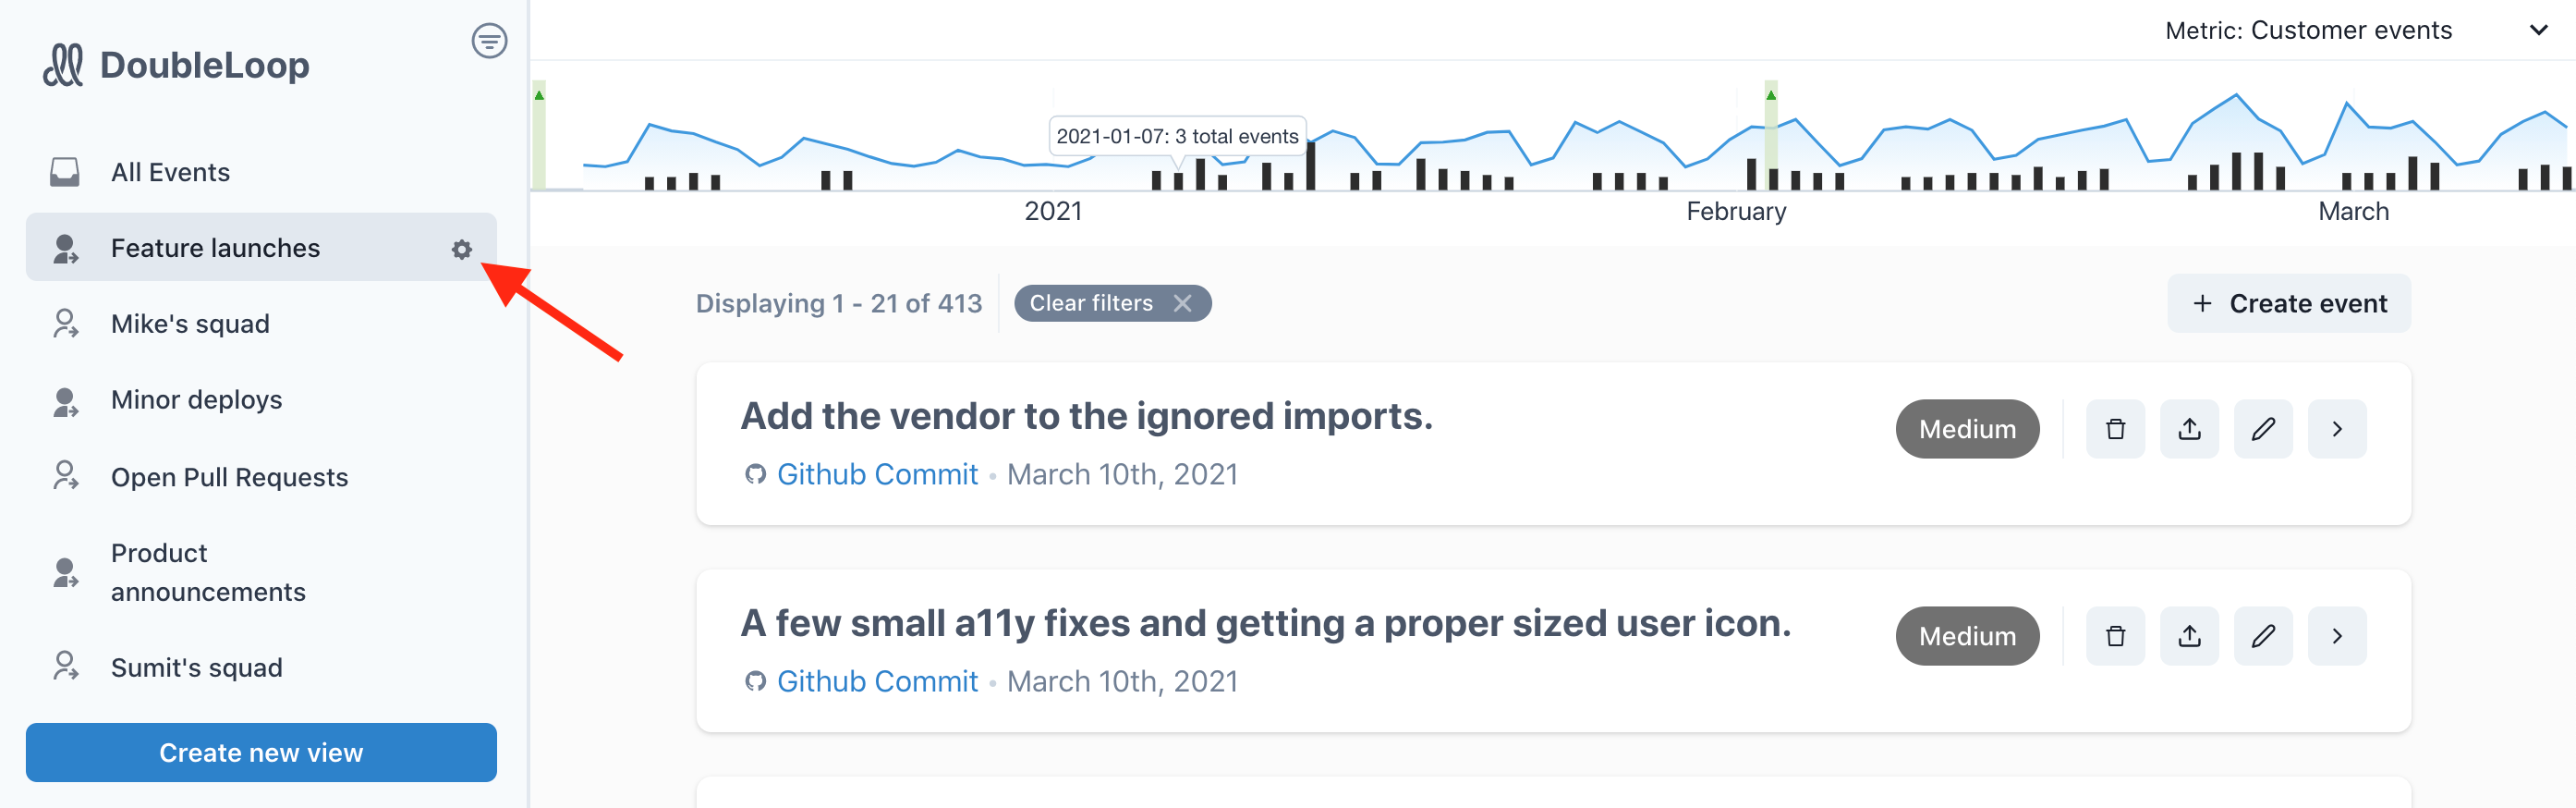 DoubleLoop
All Events
Feature launches
Mike's squad
Minor deploys
Open Pull Requests
Product
announcements
Sumit's squad
Create new view
Metric: Customer events
2021-01-07: 3 total events
2021
February
March
Displaying 1 - 21 of 413
Clear filters
+ Create event
Add the vendor to the ignored imports.
Medium
Github Commit • March 10th, 2021
A few small a11y fixes and getting a proper sized user icon.
Medium
Github Commit • March 10th, 2021